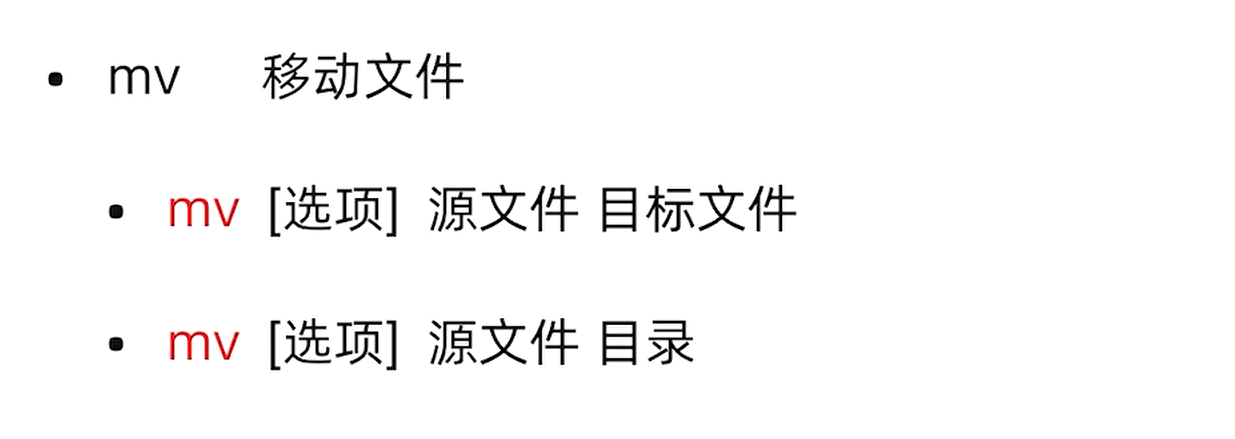 • mv 移动文件
• mv [选项] 源文件 目标文件
• mv [选项] 源文件 目录